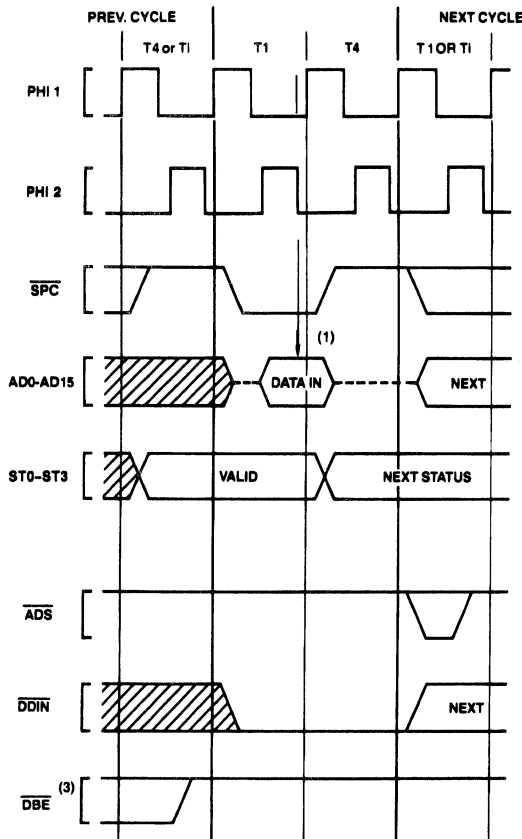 PREV. CYCLE NEXT CYCLE
T4 or Ti T1 T4 T1 OR Ti
PHI 1
PHI 2
SPC
(1)
AD0-AD15 DATA IN NEXT
ST0–ST3 VALID NEXT STATUS
ADS
DDIN NEXT
DBE (3)